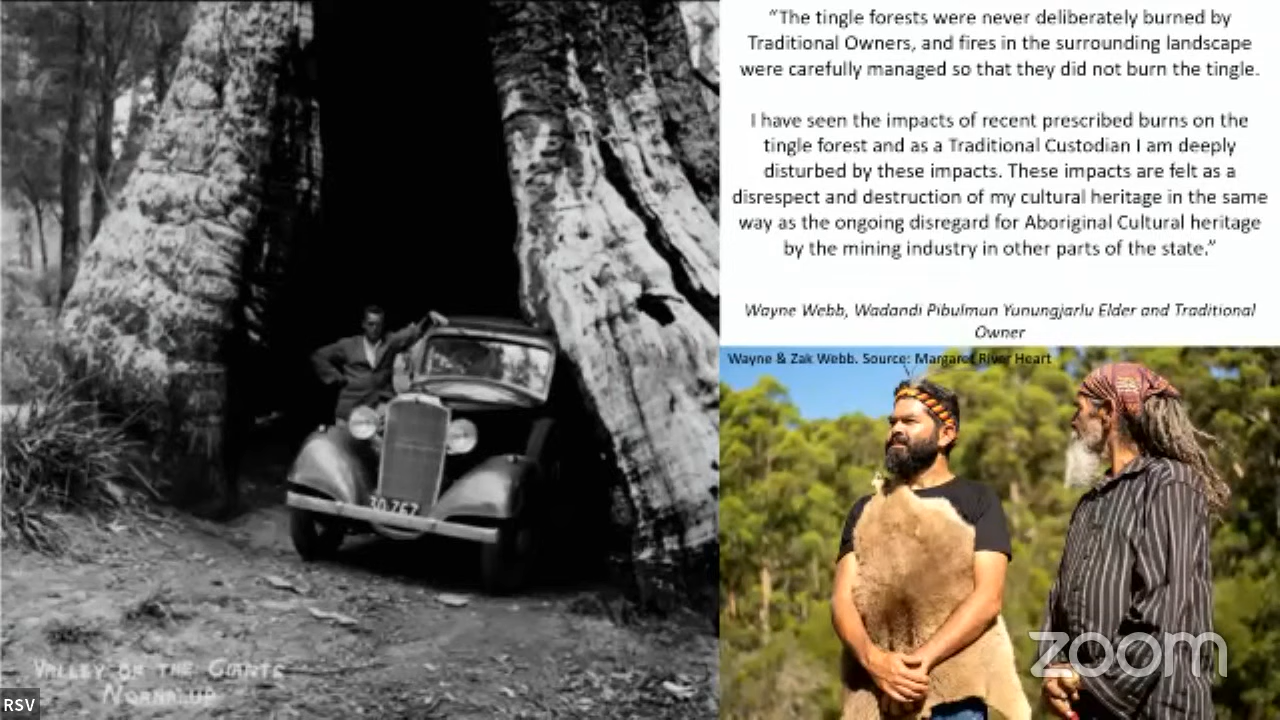 “The tingle forests were never deliberately burned by
Traditional Owners, and fires in the surrounding landscape
were carefully managed so that they did not burn the tingle.
I have seen the impacts of recent prescribed burns on the
tingle forest and as a Traditional Custodian I am deeply
disturbed by these impacts. These impacts are felt as a
disrespect and destruction of my cultural heritage in the same
way as the ongoing disregard for Aboriginal Cultural heritage
by the mining industry in other parts of the state.”
Wayne Webb, Wadandi Pibulmun Yunungjarlu Elder and Traditional
Owner
Wayne & Zak Webb. Source: Margaret River Heart
30.767
VALLEY OF THE GIANTS
NORNALUP
RSV
zoom